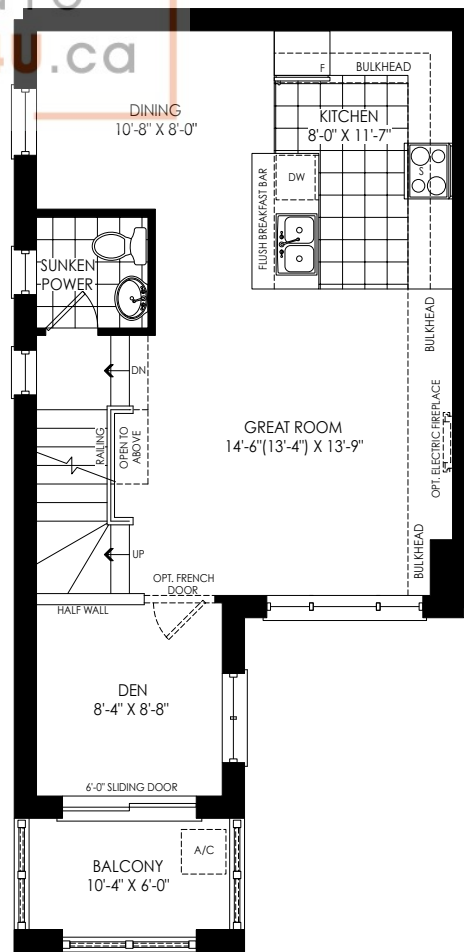 4U.ca
F
BULKHEAD
DINING
10'-8" X 8'-0"
KITCHEN
8'-0" X 11'-7"
S
DW
FLUSH BREAKFAST BAR
SUNKEN
POWER
BULKHEAD
DN
RAILING
OPEN TO
ABOVE
GREAT ROOM
14'-6"(13'-4") X 13'-9"
OPT. ELECTRIC FIREPLACE
BULKHEAD
UP
OPT. FRENCH
DOOR
HALF WALL
DEN
8'-4" X 8'-8"
6'-0" SLIDING DOOR
BALCONY
10'-4" X 6'-0"
A/C